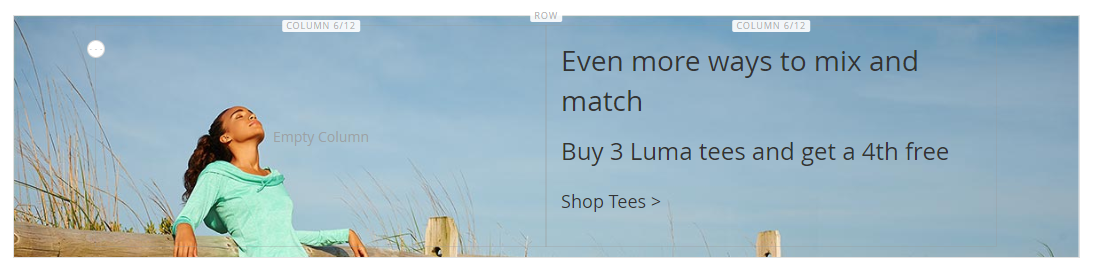 ROW
COLUMN 6/12
COLUMN 6/12
Empty Column
Even more ways to mix and
match
Buy 3 Luma tees and get a 4th free
Shop Tees >